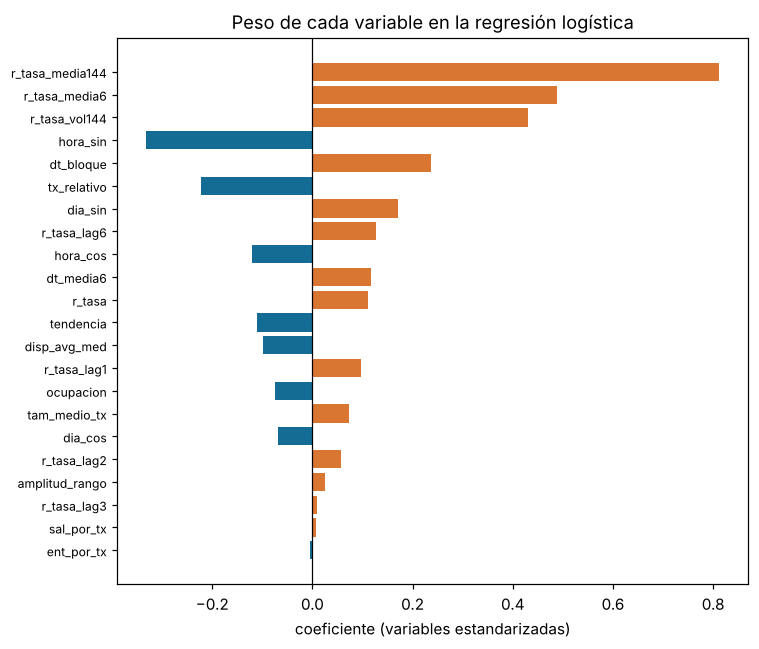 Peso de cada variable en la regresión logística
r_tasa_media144
r_tasa_media6
r_tasa_vol144
hora_sin
dt_bloque
tx_relativo
dia_sin
r_tasa_lag6
hora_cos
dt_media6
r_tasa
tendencia
disp_avg_med
r_tasa_lag1
ocupacion
tam_medio_tx
dia_cos
r_tasa_lag2
amplitud_rango
r_tasa_lag3
sal_por_tx
ent_por_tx
−0.2 0.0 0.2 0.4 0.6 0.8
coeficiente (variables estandarizadas)